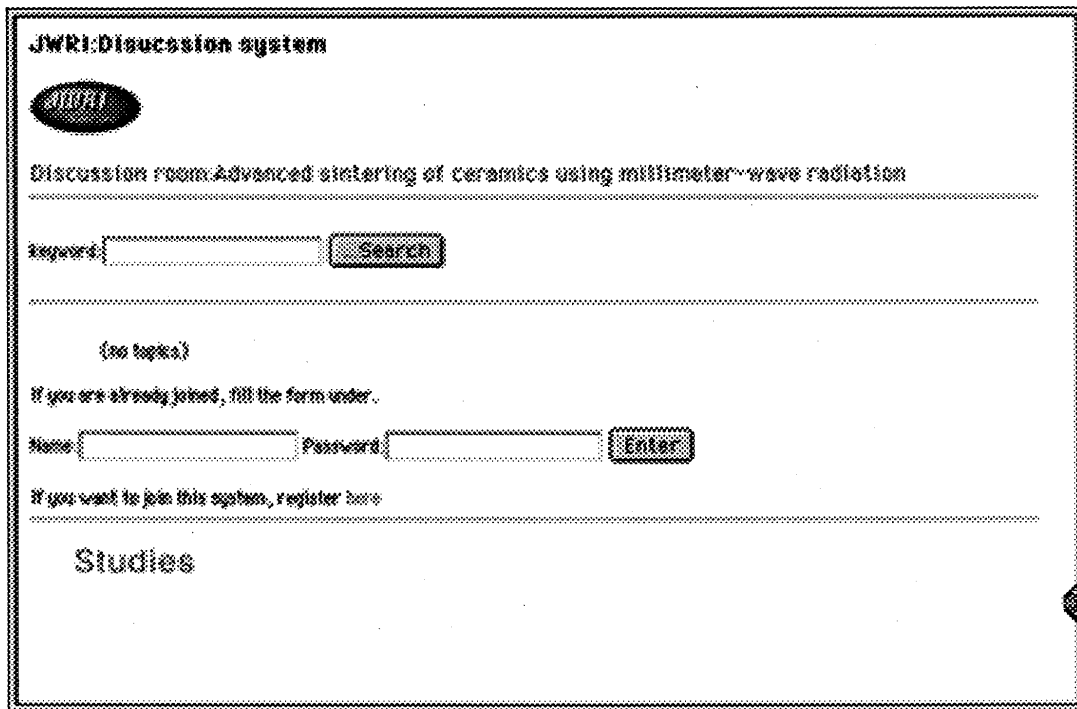 JWRI:Disucssion system
JWRI
Discussion room:Advanced sintering of ceramics using millimeter-wave radiation
keyword: Search
(no topics)
If you are already joined, fill the form under.
Name: Password: Enter
If you want to join this system, register here
Studies